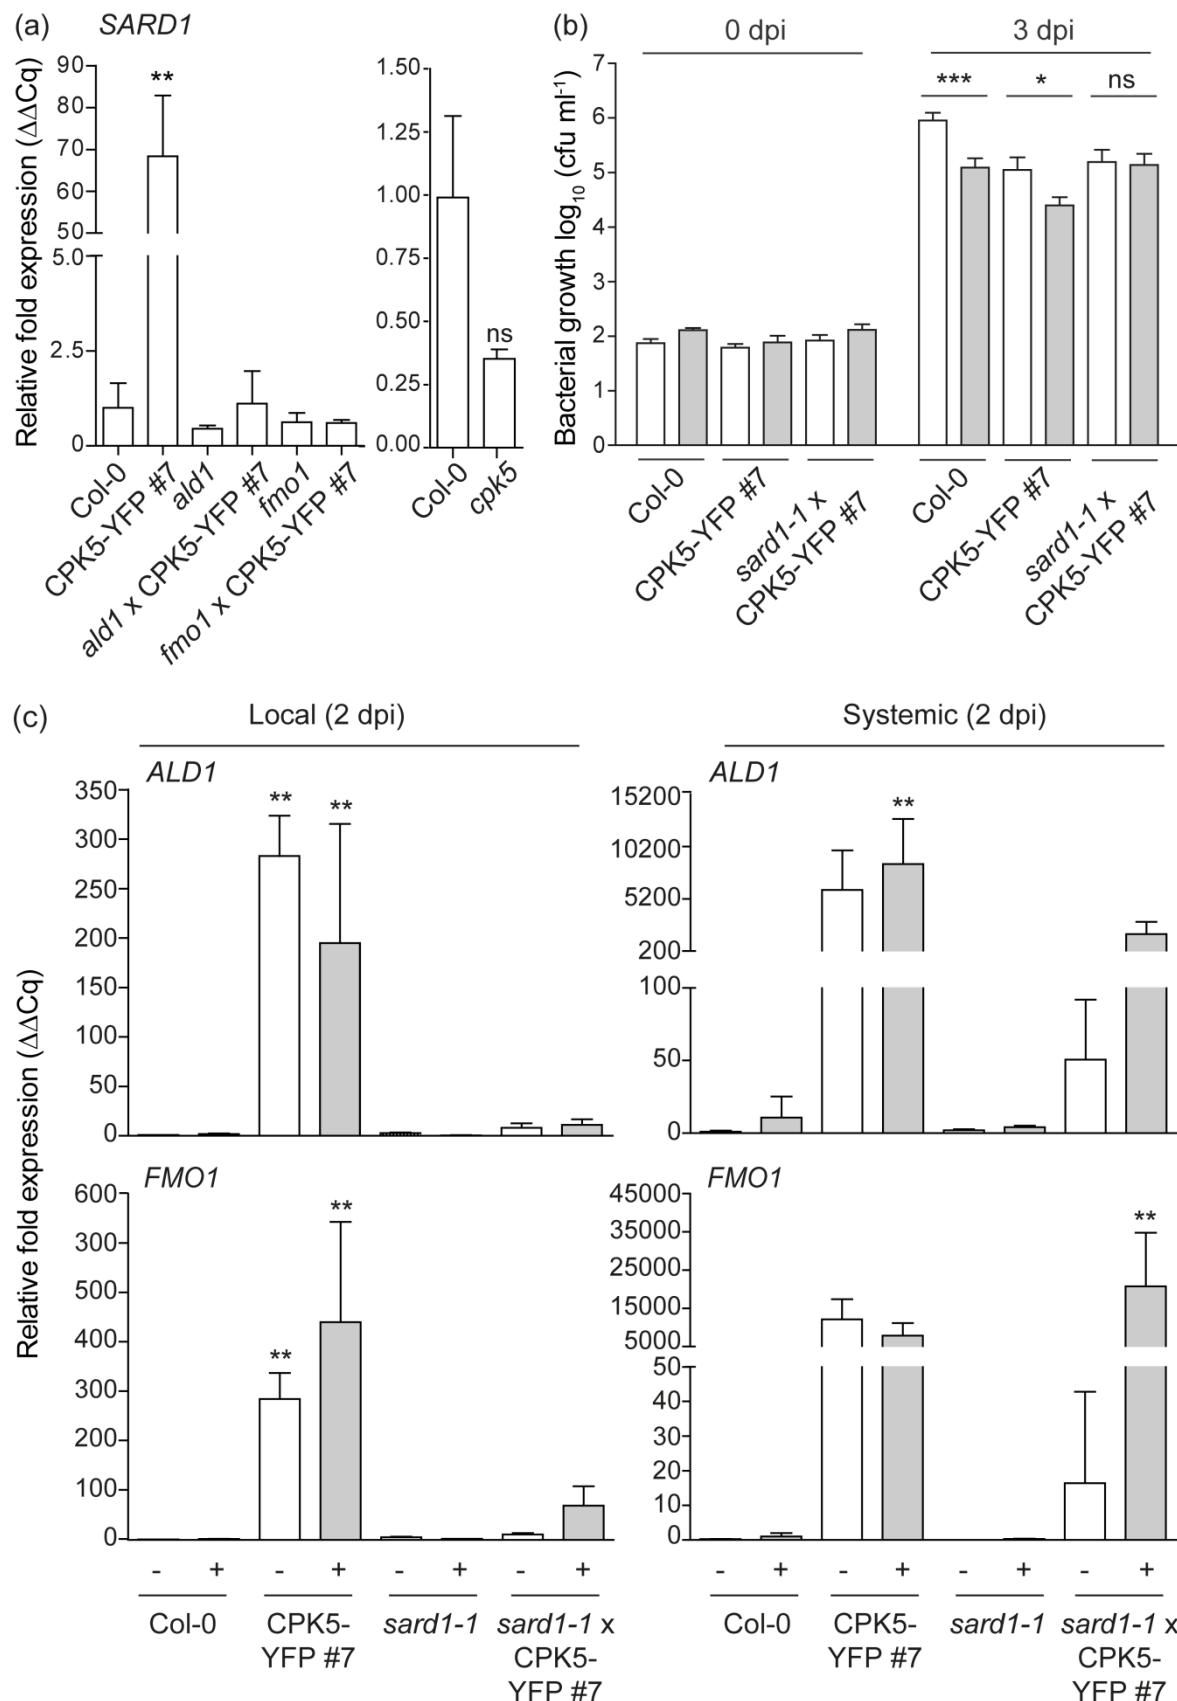 (a)
SARD1
Relative fold expression (ΔΔCq)
90
80
70
60
50
5.0
2.5
0
**
Col-0
CPK5-YFP #7
ald1
ald1 x CPK5-YFP #7
fmo1
fmo1 x CPK5-YFP #7
1.50
1.25
1.00
0.75
0.50
0.25
0.00
ns
Col-0
cpk5
(b)
0 dpi
3 dpi
Bacterial growth log10 (cfu ml-1)
7
6
5
4
3
2
1
0
***
*
ns
Col-0
CPK5-YFP #7
sard1-1 x
CPK5-YFP #7
Col-0
CPK5-YFP #7
sard1-1 x
CPK5-YFP #7
(c)
Local (2 dpi)
Systemic (2 dpi)
Relative fold expression (ΔΔCq)
ALD1
350
300
250
200
150
100
50
0
**
**
ALD1
15200
10200
5200
200
100
50
0
**
FMO1
600
300
500
400
300
200
100
0
**
**
FMO1
45000
35000
25000
15000
5000
50
40
30
20
10
0
**
- + - + - + - +
Col-0
CPK5-
YFP #7
sard1-1
sard1-1 x
CPK5-
YFP #7
- + - + - + - +
Col-0
CPK5-
YFP #7
sard1-1
sard1-1 x
CPK5-
YFP #7